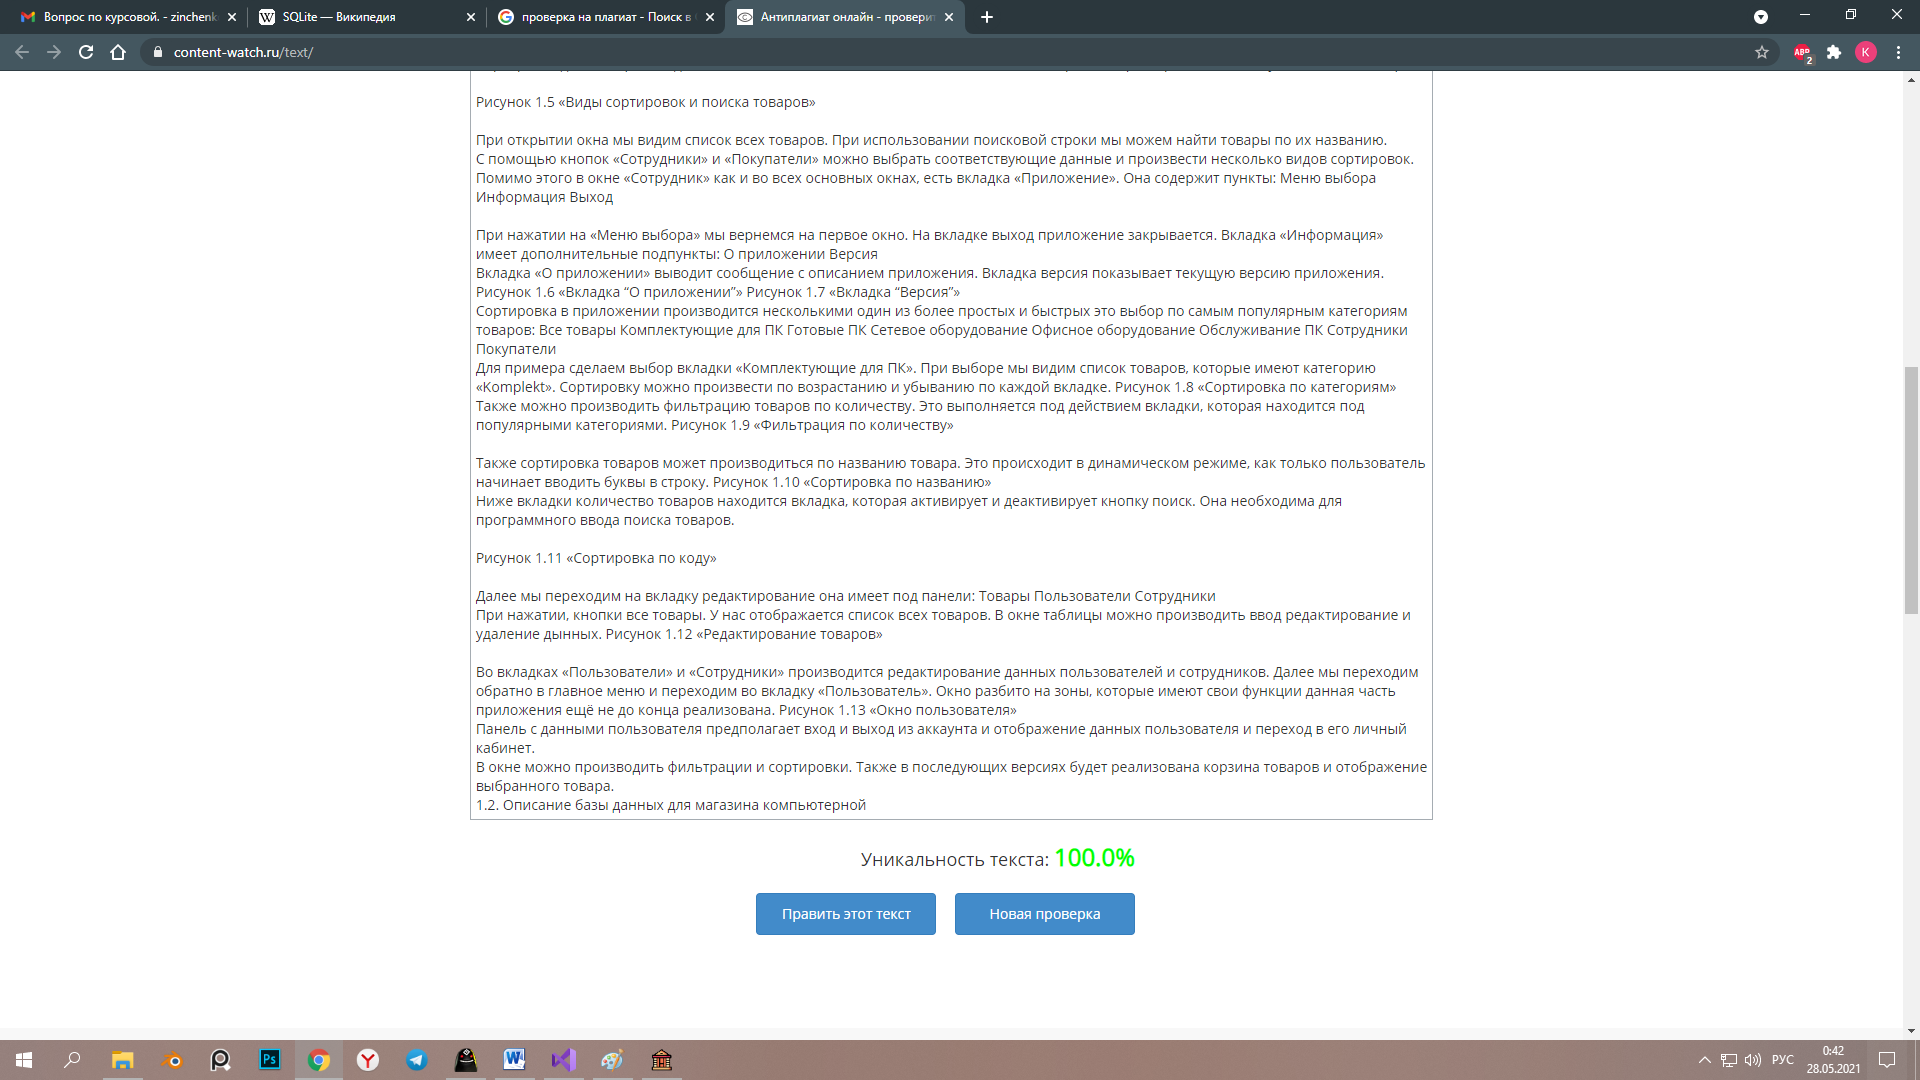 Вопрос по курсовой. - zinchenk
SQLite — Википедия
проверка на плагиат - Поиск в
Антиплагиат онлайн - провери
content-watch.ru/text/
ABP
2
K
Рисунок 1.5 «Виды сортировок и поиска товаров»
При открытии окна мы видим список всех товаров. При использовании поисковой строки мы можем найти товары по их названию.
С помощью кнопок «Сотрудники» и «Покупатели» можно выбрать соответствующие данные и произвести несколько видов сортировок.
Помимо этого в окне «Сотрудник» как и во всех основных окнах, есть вкладка «Приложение». Она содержит пункты: Меню выбора
Информация Выход
При нажатии на «Меню выбора» мы вернемся на первое окно. На вкладке выход приложение закрывается. Вкладка «Информация»
имеет дополнительные подпункты: О приложении Версия
Вкладка «О приложении» выводит сообщение с описанием приложения. Вкладка версия показывает текущую версию приложения.
Рисунок 1.6 «Вкладка “О приложении”» Рисунок 1.7 «Вкладка “Версия”»
Сортировка в приложении производится несколькими один из более простых и быстрых это выбор по самым популярным категориям
товаров: Все товары Комплектующие для ПК Готовые ПК Сетевое оборудование Офисное оборудование Обслуживание ПК Сотрудники
Покупатели
Для примера сделаем выбор вкладки «Комплектующие для ПК». При выборе мы видим список товаров, которые имеют категорию
«Komplekt». Сортировку можно произвести по возрастанию и убыванию по каждой вкладке. Рисунок 1.8 «Сортировка по категориям»
Также можно производить фильтрацию товаров по количеству. Это выполняется под действием вкладки, которая находится под
популярными категориями. Рисунок 1.9 «Фильтрация по количеству»
Также сортировка товаров может производиться по названию товара. Это происходит в динамическом режиме, как только пользователь
начинает вводить буквы в строку. Рисунок 1.10 «Сортировка по названию»
Ниже вкладки количество товаров находится вкладка, которая активирует и деактивирует кнопку поиск. Она необходима для
программного ввода поиска товаров.
Рисунок 1.11 «Сортировка по коду»
Далее мы переходим на вкладку редактирование она имеет под панели: Товары Пользователи Сотрудники
При нажатии, кнопки все товары. У нас отображается список всех товаров. В окне таблицы можно производить ввод редактирование и
удаление дынных. Рисунок 1.12 «Редактирование товаров»
Во вкладках «Пользователи» и «Сотрудники» производится редактирование данных пользователей и сотрудников. Далее мы переходим
обратно в главное меню и переходим во вкладку «Пользователь». Окно разбито на зоны, которые имеют свои функции данная часть
приложения ещё не до конца реализована. Рисунок 1.13 «Окно пользователя»
Панель с данными пользователя предполагает вход и выход из аккаунта и отображение данных пользователя и переход в его личный
кабинет.
В окне можно производить фильтрации и сортировки. Также в последующих версиях будет реализована корзина товаров и отображение
выбранного товара.
1.2. Описание базы данных для магазина компьютерной
Уникальность текста: 100.0%
Править этот текст
Новая проверка
Ps
РУС
0:42
28.05.2021